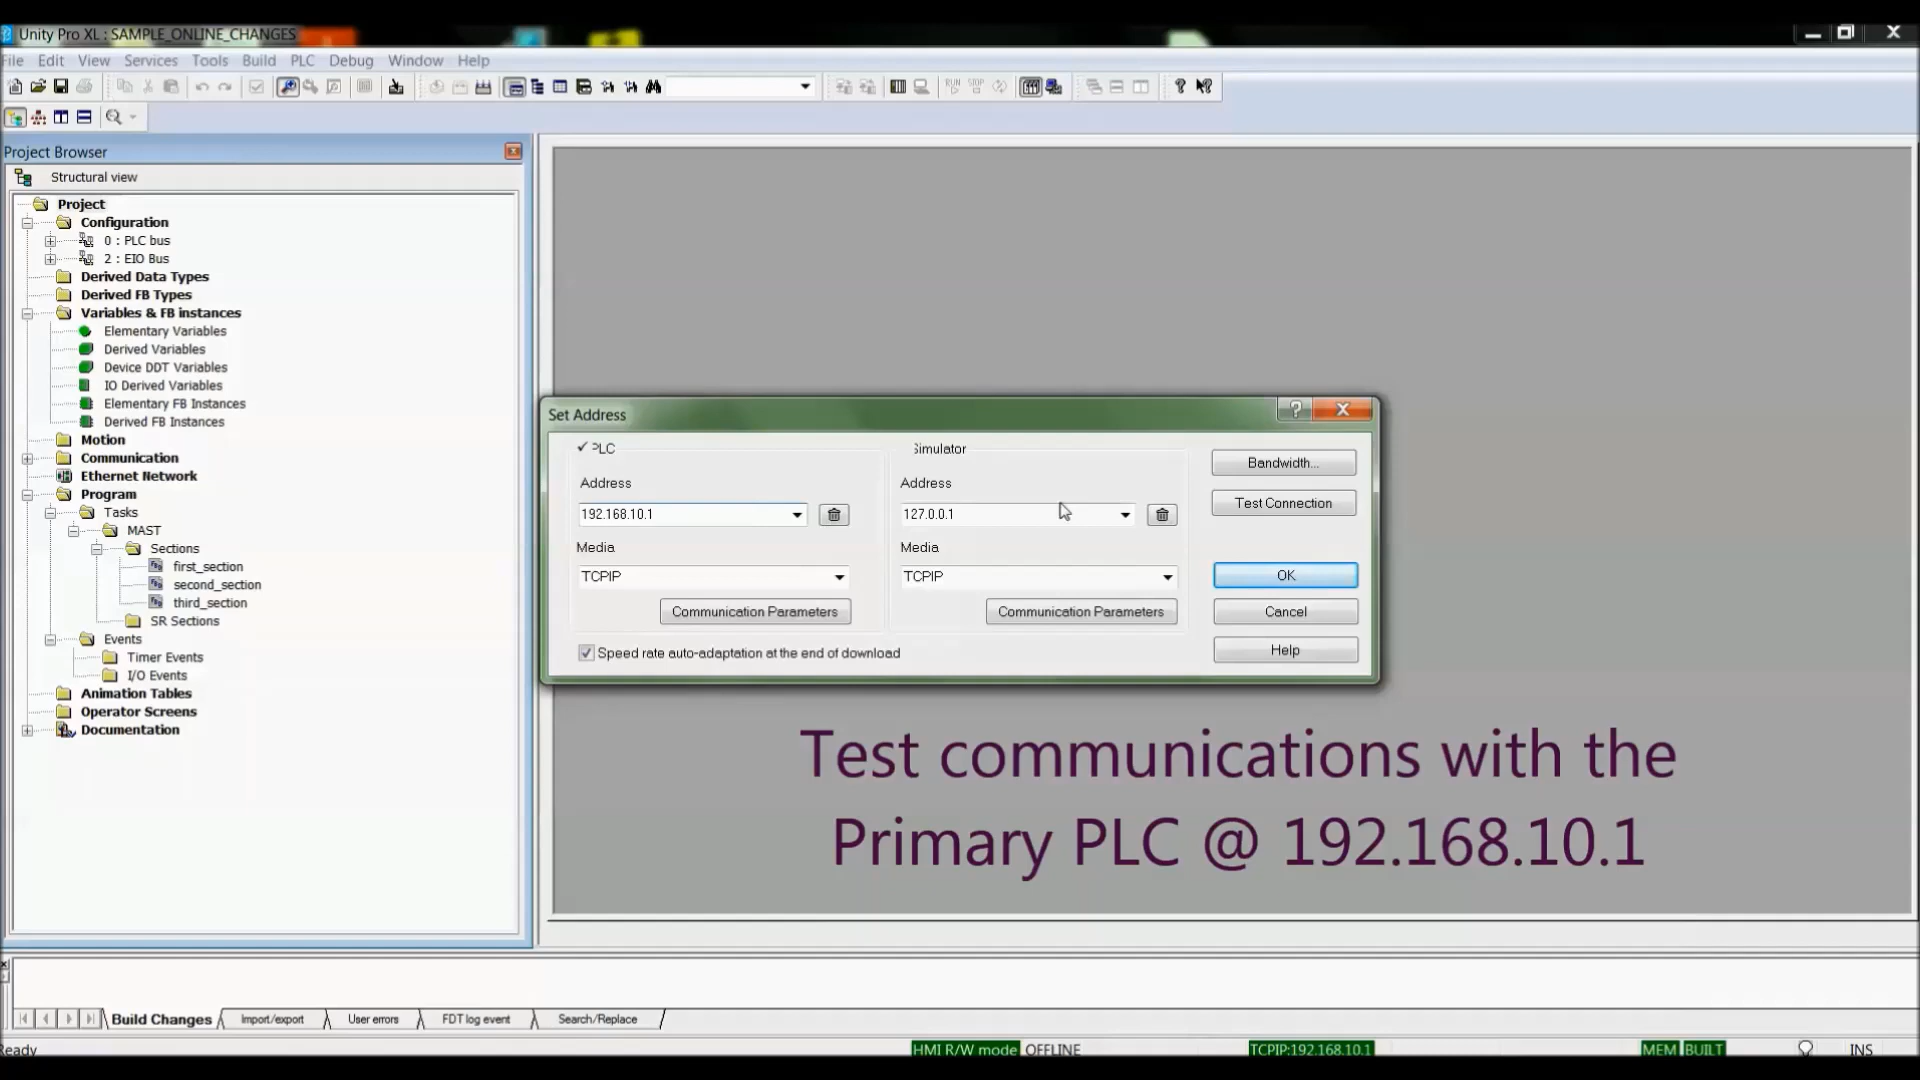 Unity Pro XL : SAMPLE_ONLINE_CHANGES
File Edit View Services Tools Build PLC Debug Window Help
Project Browser
Structural view
Project
Configuration
0 : PLC bus
2 : EIO Bus
Derived Data Types
Derived FB Types
Variables & FB instances
Elementary Variables
Derived Variables
Device DDT Variables
IO Derived Variables
Elementary FB Instances
Derived FB Instances
Motion
Communication
Ethernet Network
Program
Tasks
MAST
Sections
first_section
second_section
third_section
SR Sections
Events
Timer Events
I/O Events
Animation Tables
Operator Screens
Documentation
Set Address
PLC
Simulator
Bandwidth...
Address
Address
Test Connection
192.168.10.1
127.0.0.1
Media
Media
TCPIP
TCPIP
OK
Communication Parameters
Communication Parameters
Cancel
Speed rate auto-adaptation at the end of download
Help
Test communications with the
Primary PLC @ 192.168.10.1
Build Changes Import/export User errors FDT log event Search/Replace
Ready HMI R/W mode OFFLINE TCPIP:192.168.10.1 MEM BUILT INS